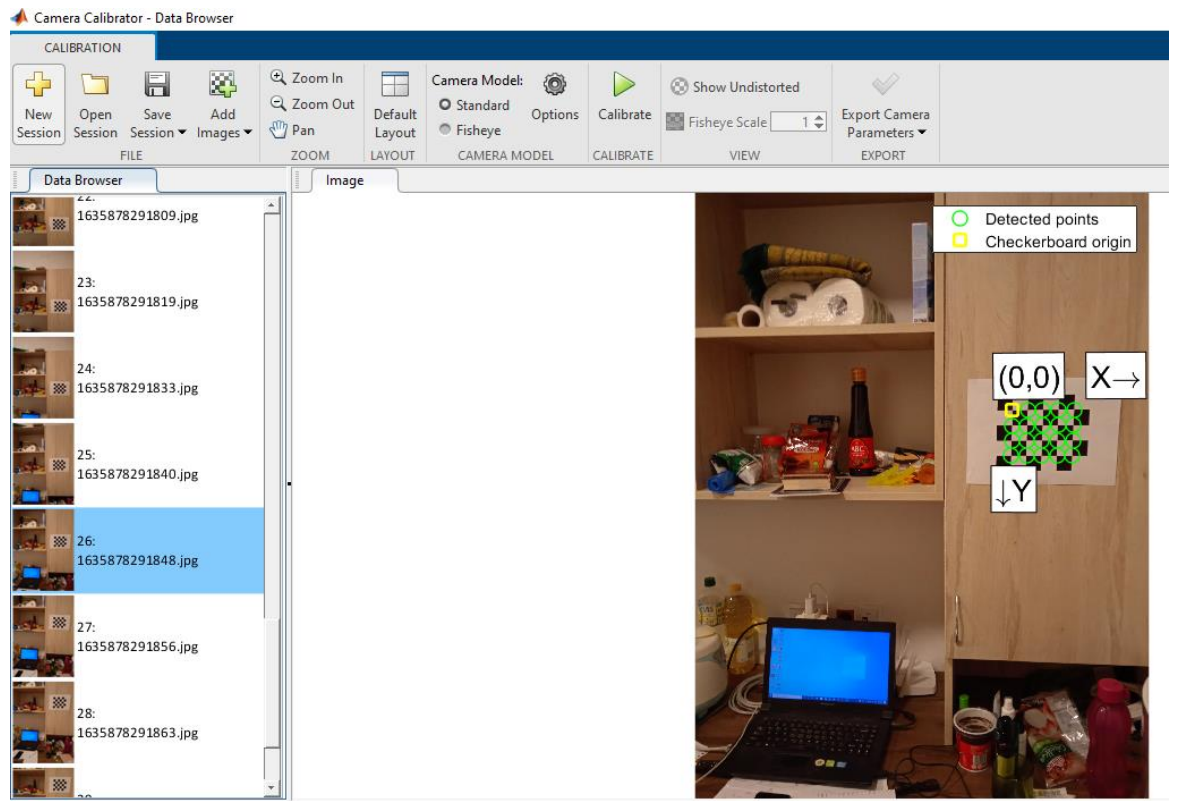 Camera Calibrator - Data Browser
CALIBRATION
New Session
Open Session
Save Session
Add Images
FILE
Zoom In
Zoom Out
Pan
ZOOM
Default Layout
LAYOUT
Camera Model:
Standard
Fisheye
Options
CAMERA MODEL
Calibrate
CALIBRATE
Show Undistorted
Fisheye Scale 1
VIEW
Export Camera Parameters
EXPORT
Data Browser
Image
22:
1635878291809.jpg
23:
1635878291819.jpg
24:
1635878291833.jpg
25:
1635878291840.jpg
26:
1635878291848.jpg
27:
1635878291856.jpg
28:
1635878291863.jpg
Detected points
Checkerboard origin
(0,0)
X→
↓Y
ABC